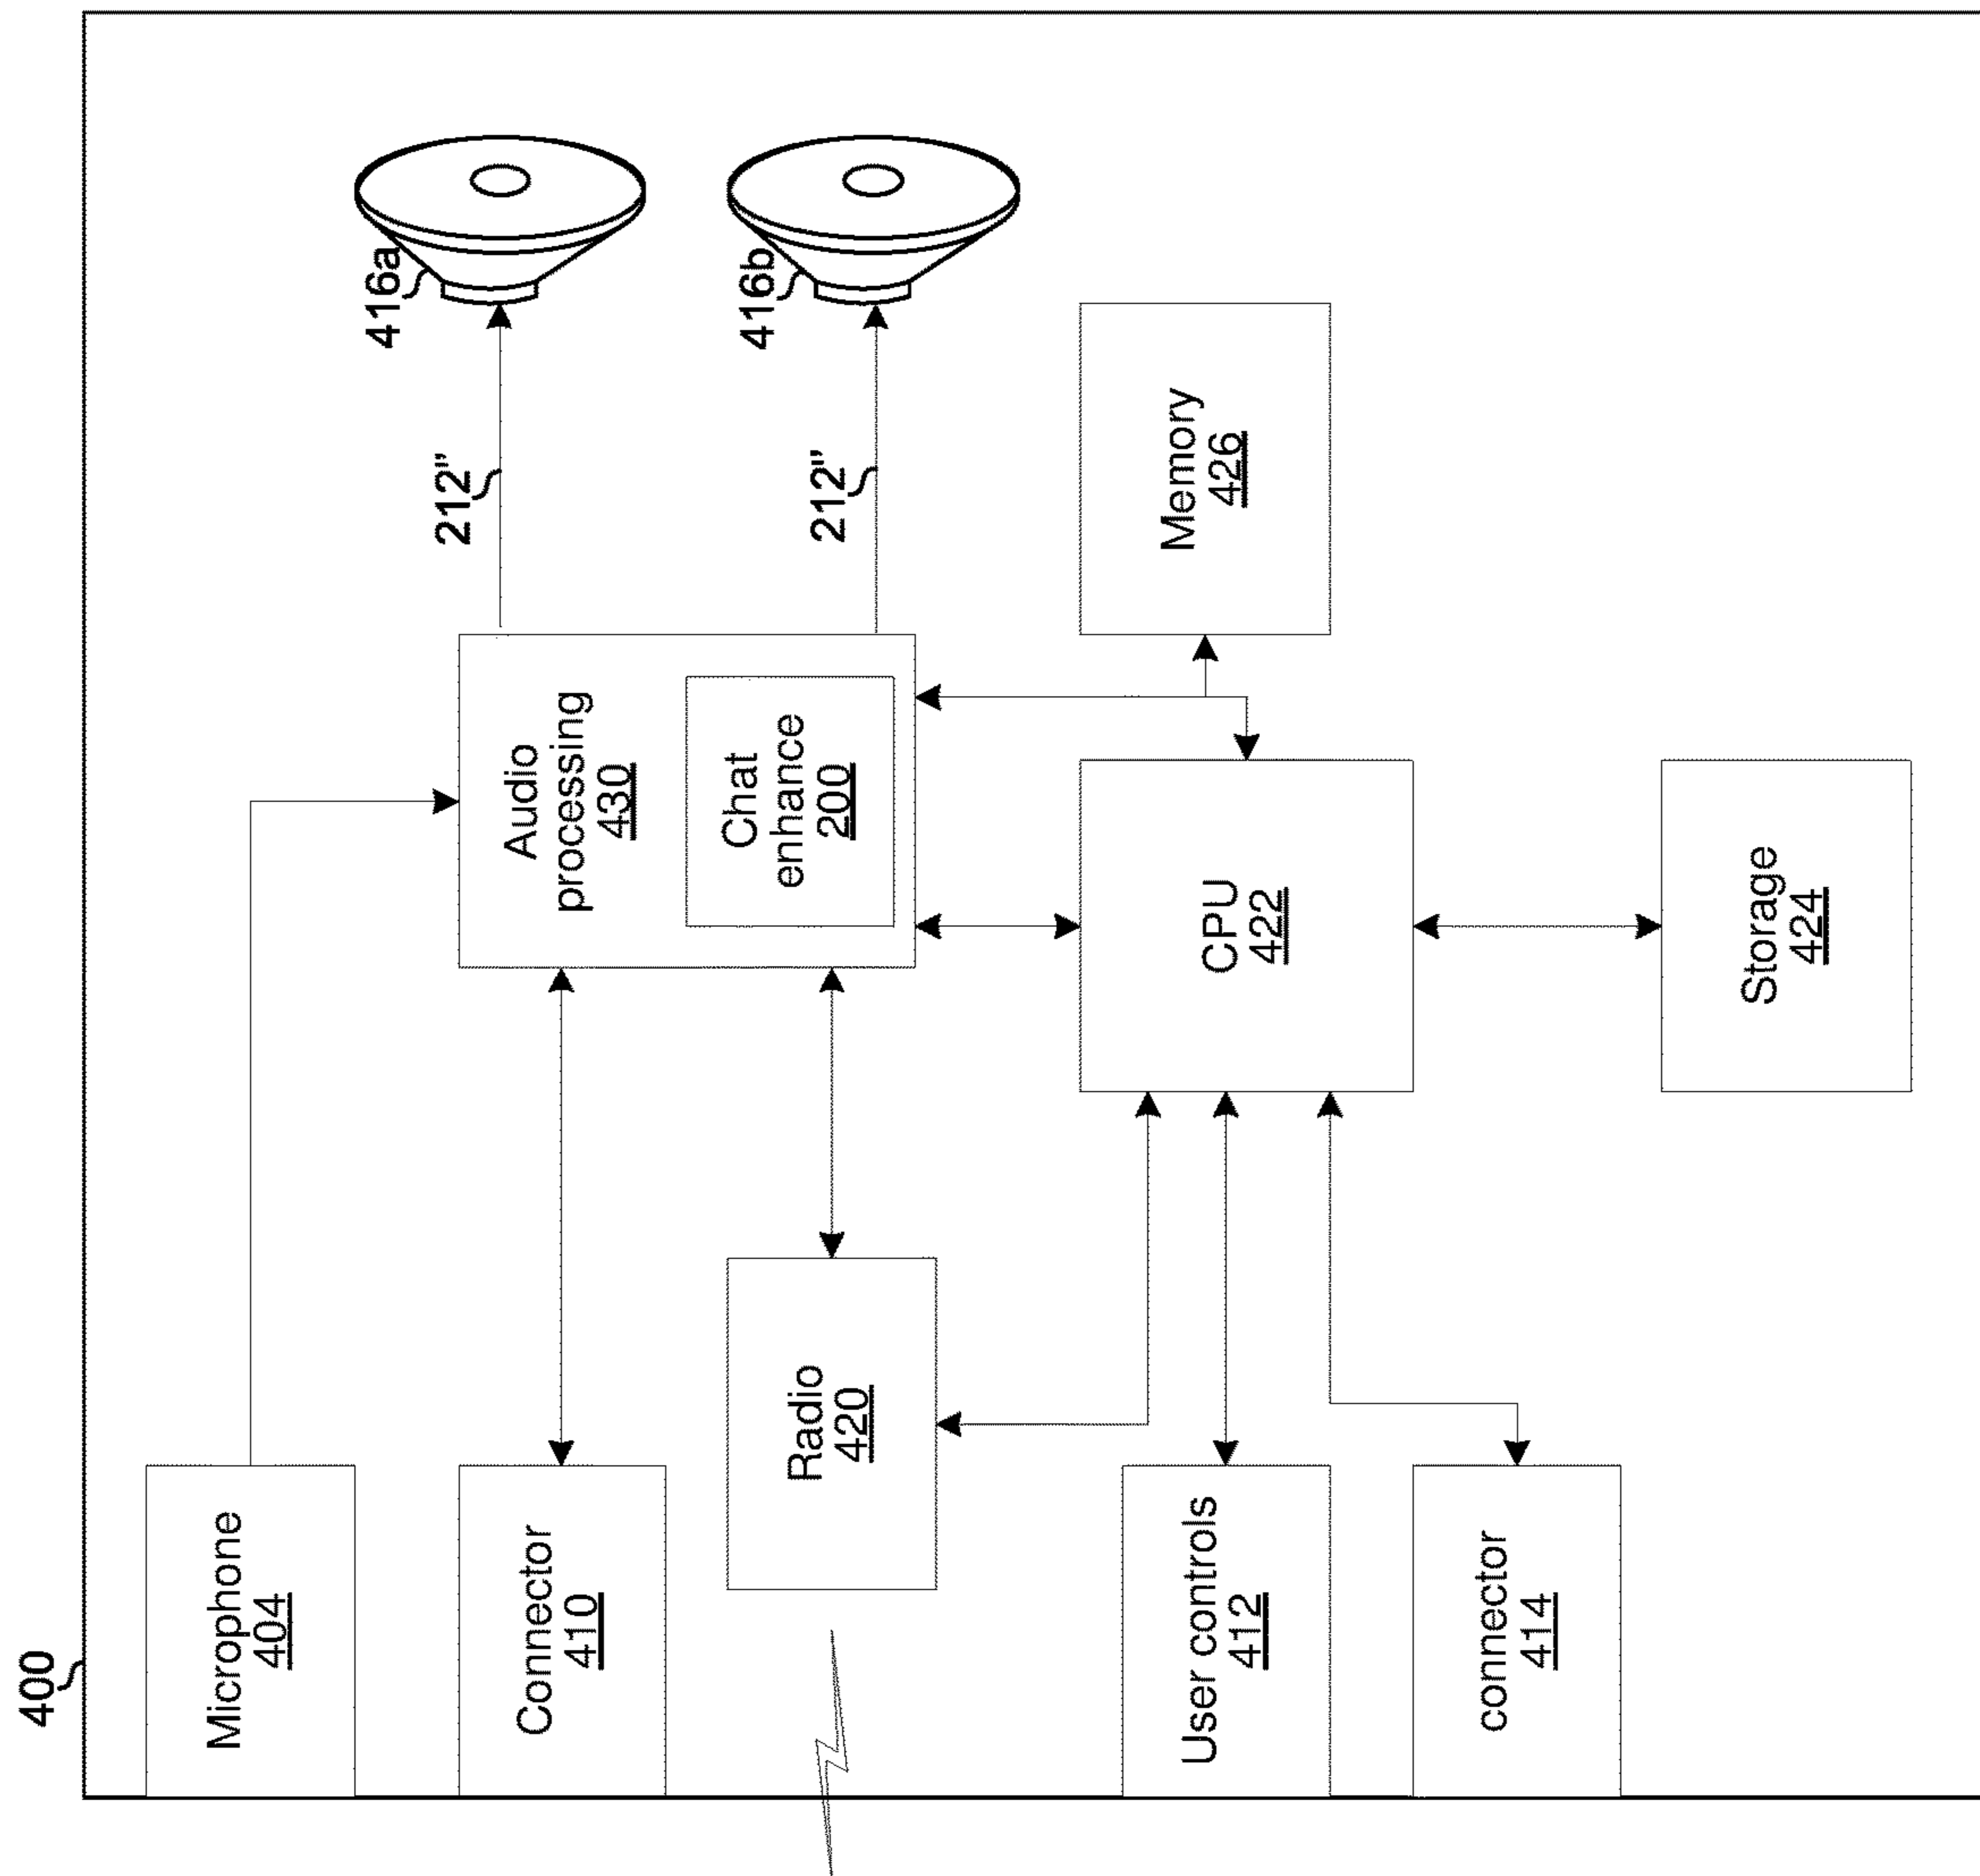 400
Microphone
404
Connector
410
Radio
420
User controls
412
connector
414
Audio
processing
430
Chat
enhance
200
CPU
422
Storage
424
Memory
426
212"
416a
212"
416b